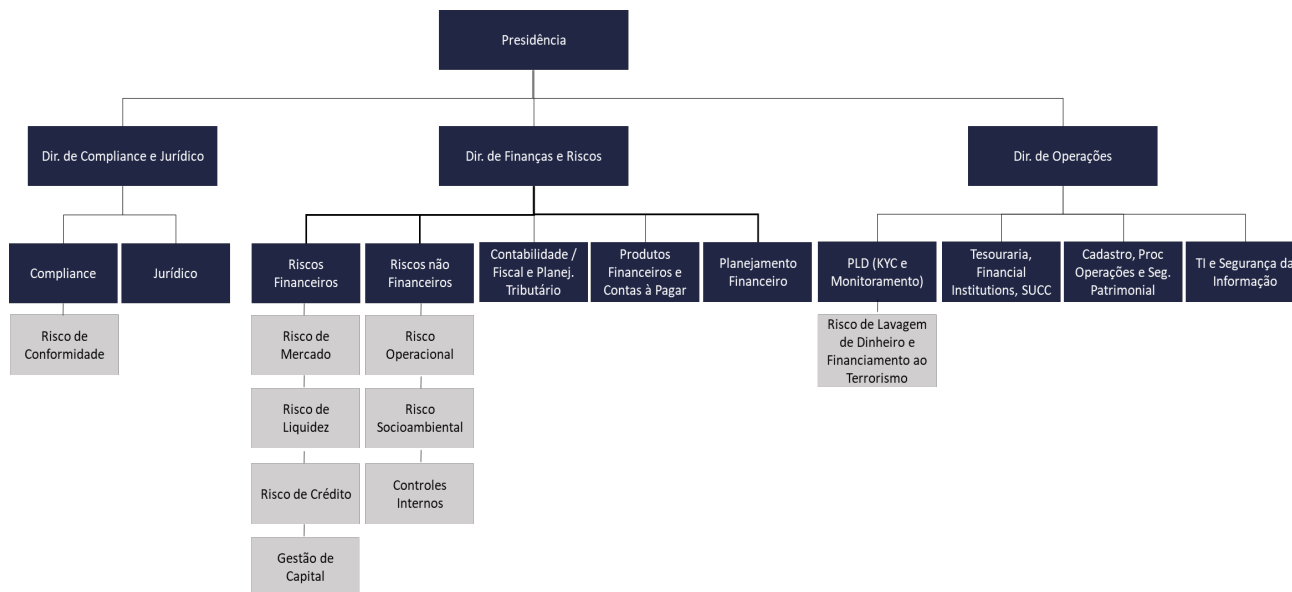 Presidência
Dir. de Compliance e Jurídico
Dir. de Finanças e Riscos
Dir. de Operações
Compliance
Jurídico
Riscos
Financeiros
Riscos não
Financeiros
Contabilidade /
Fiscal e Planej.
Tributário
Produtos
Financeiros e
Contas à Pagar
Planejamento
Financeiro
PLD (KYC e
Monitoramento)
Tesouraria,
Financial
Institutions, SUCC
Cadastro, Proc
Operações e Seg.
Patrimonial
TI e Segurança da
Informação
Risco de
Conformidade
Risco de
Mercado
Risco
Operacional
Risco de Lavagem
de Dinheiro e
Financiamento ao
Terrorismo
Risco de
Liquidez
Risco
Socioambiental
Risco de Crédito
Controles
Internos
Gestão de
Capital